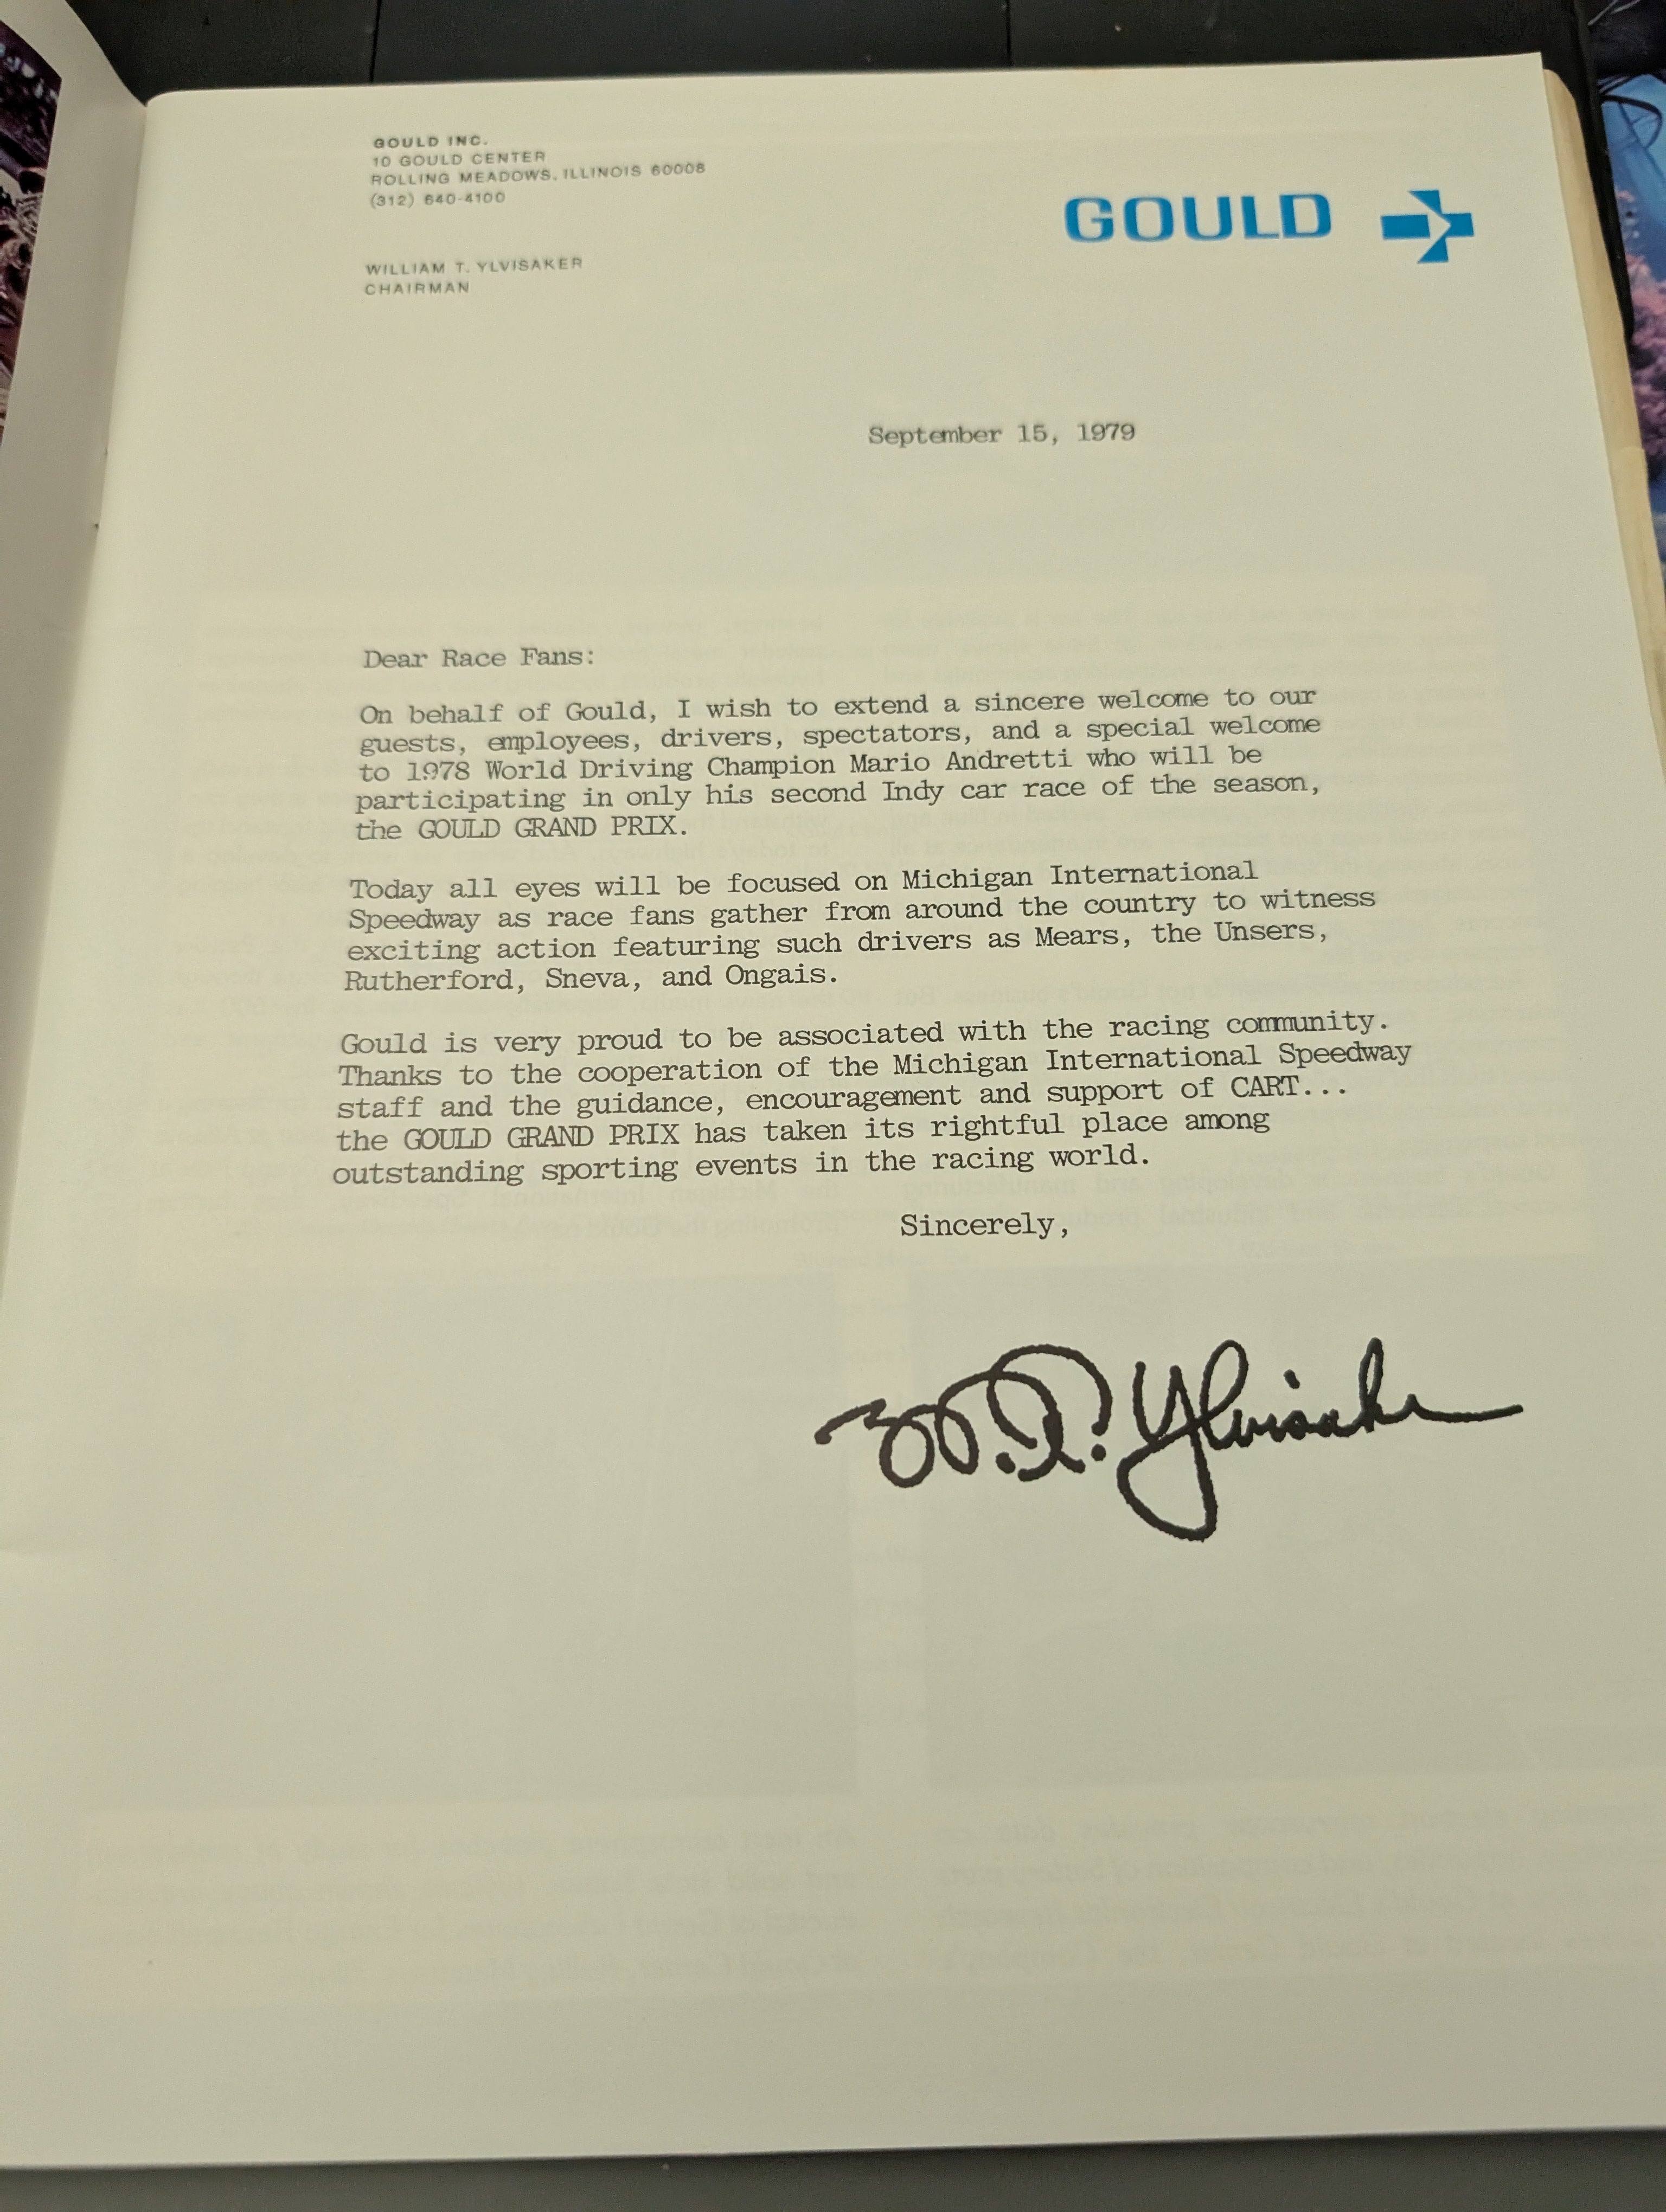 GOULD INC.
10 GOULD CENTER
ROLLING MEADOWS, ILLINOIS 60008
(312) 640-4100
GOULD
WILLIAM T. YLVISAKER
CHAIRMAN
September 15, 1979
Dear Race Fans:
On behalf of Gould, I wish to extend a sincere welcome to our
guests, employees, drivers, spectators, and a special welcome
to 1978 World Driving Champion Mario Andretti who will be
participating in only his second Indy car race of the season,
the GOULD GRAND PRIX.
Today all eyes will be focused on Michigan International
Speedway as race fans gather from around the country to witness
exciting action featuring such drivers as Mears, the Unsers,
Rutherford, Sneva, and Ongais.
Gould is very proud to be associated with the racing community.
Thanks to the cooperation of the Michigan International Speedway
staff and the guidance, encouragement and support of CART...
the GOULD GRAND PRIX has taken its rightful place among
outstanding sporting events in the racing world.
Sincerely,
W. T. Ylvisaker